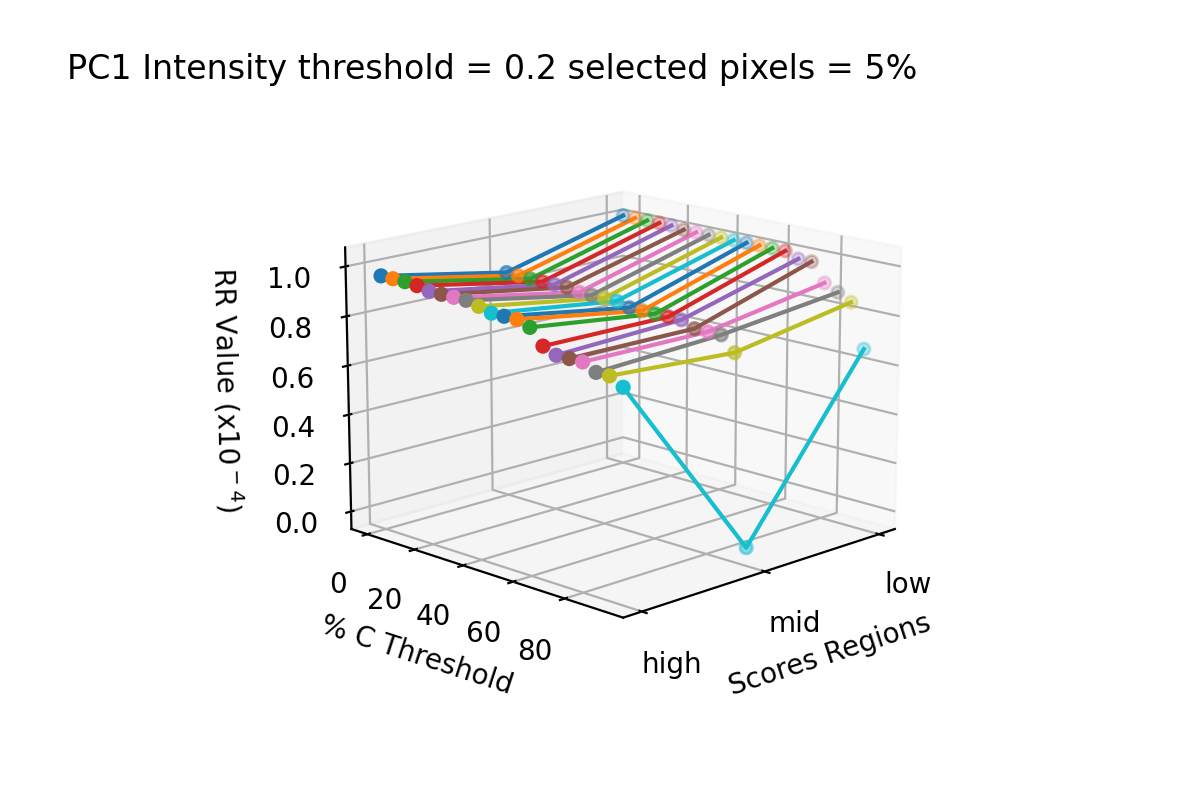 PC1 Intensity threshold = 0.2 selected pixels = 5%
RR Value (x10⁻⁴)
1.0
0.8
0.6
0.4
0.2
0.0
0
20
40
60
80
% C Threshold
high
mid
low
Scores Regions